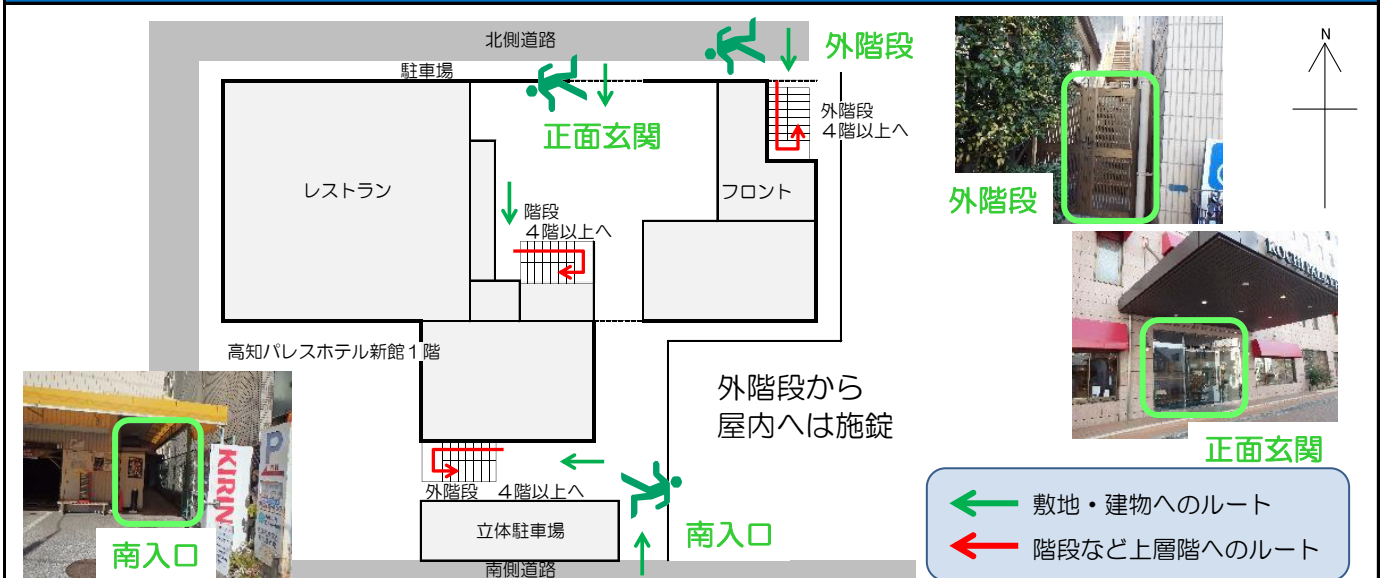 北側道路
外階段
N
駐車場
正面玄関
外階段
4階以上へ
レストラン
フロント
階段
4階以上へ
外階段
KOCHI PALACE
高知パレスホテル新館1階
外階段から
屋内へは施錠
正面玄関
P
KIRIN
外階段 4階以上へ
立体駐車場
南入口
南入口
南側道路
敷地・建物へのルート
階段など上層階へのルート